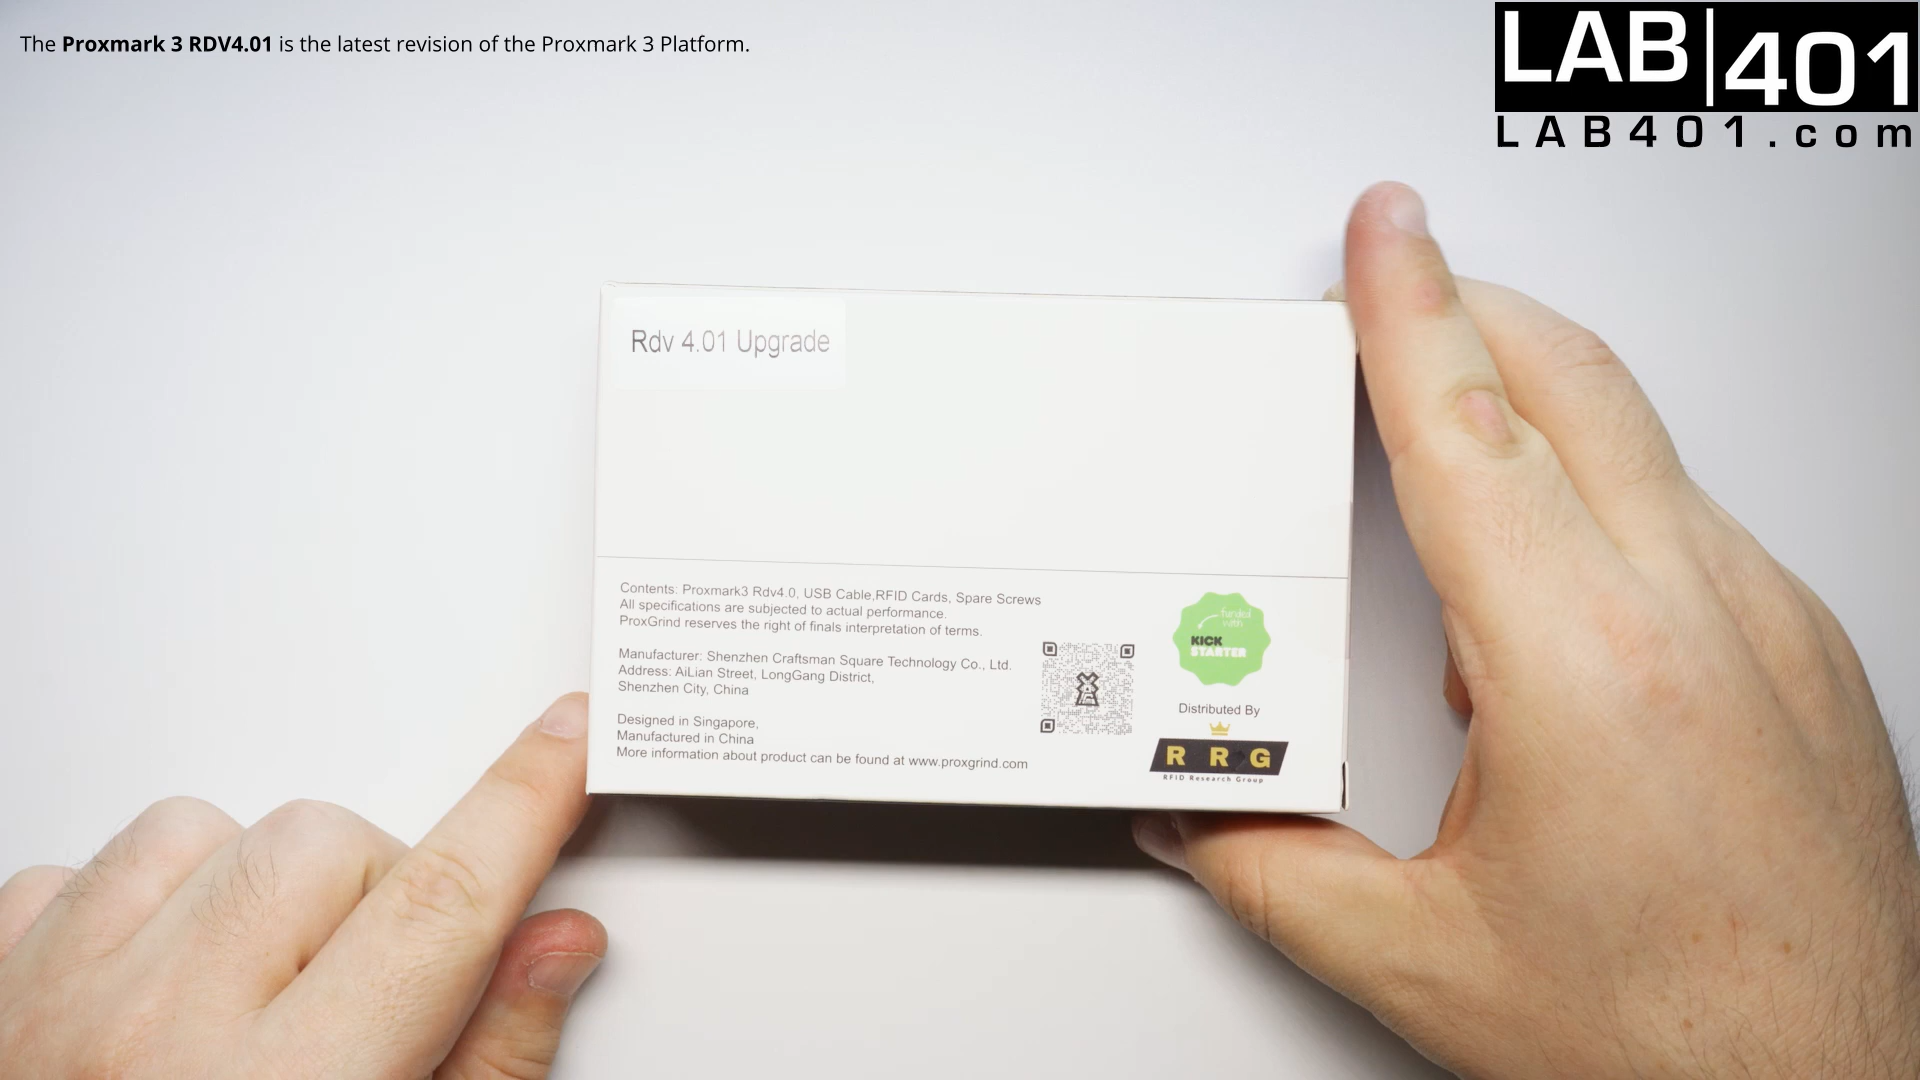 The Proxmark 3 RDV4.01 is the latest revision of the Proxmark 3 Platform.
LAB|401
LAB401.com
Rdv 4.01 Upgrade
Contents: Proxmark3 Rdv4.0, USB Cable,RFID Cards, Spare Screws
All specifications are subjected to actual performance.
ProxGrind reserves the right of finals interpretation of terms.
Manufacturer: Shenzhen Craftsman Square Technology Co., Ltd.
Address: AiLian Street, LongGang District,
Shenzhen City, China
Designed in Singapore,
Manufactured in China
More information about product can be found at www.proxgrind.com
funded
with
KICK
STARTER
Distributed By
R R G
RFID Research Group